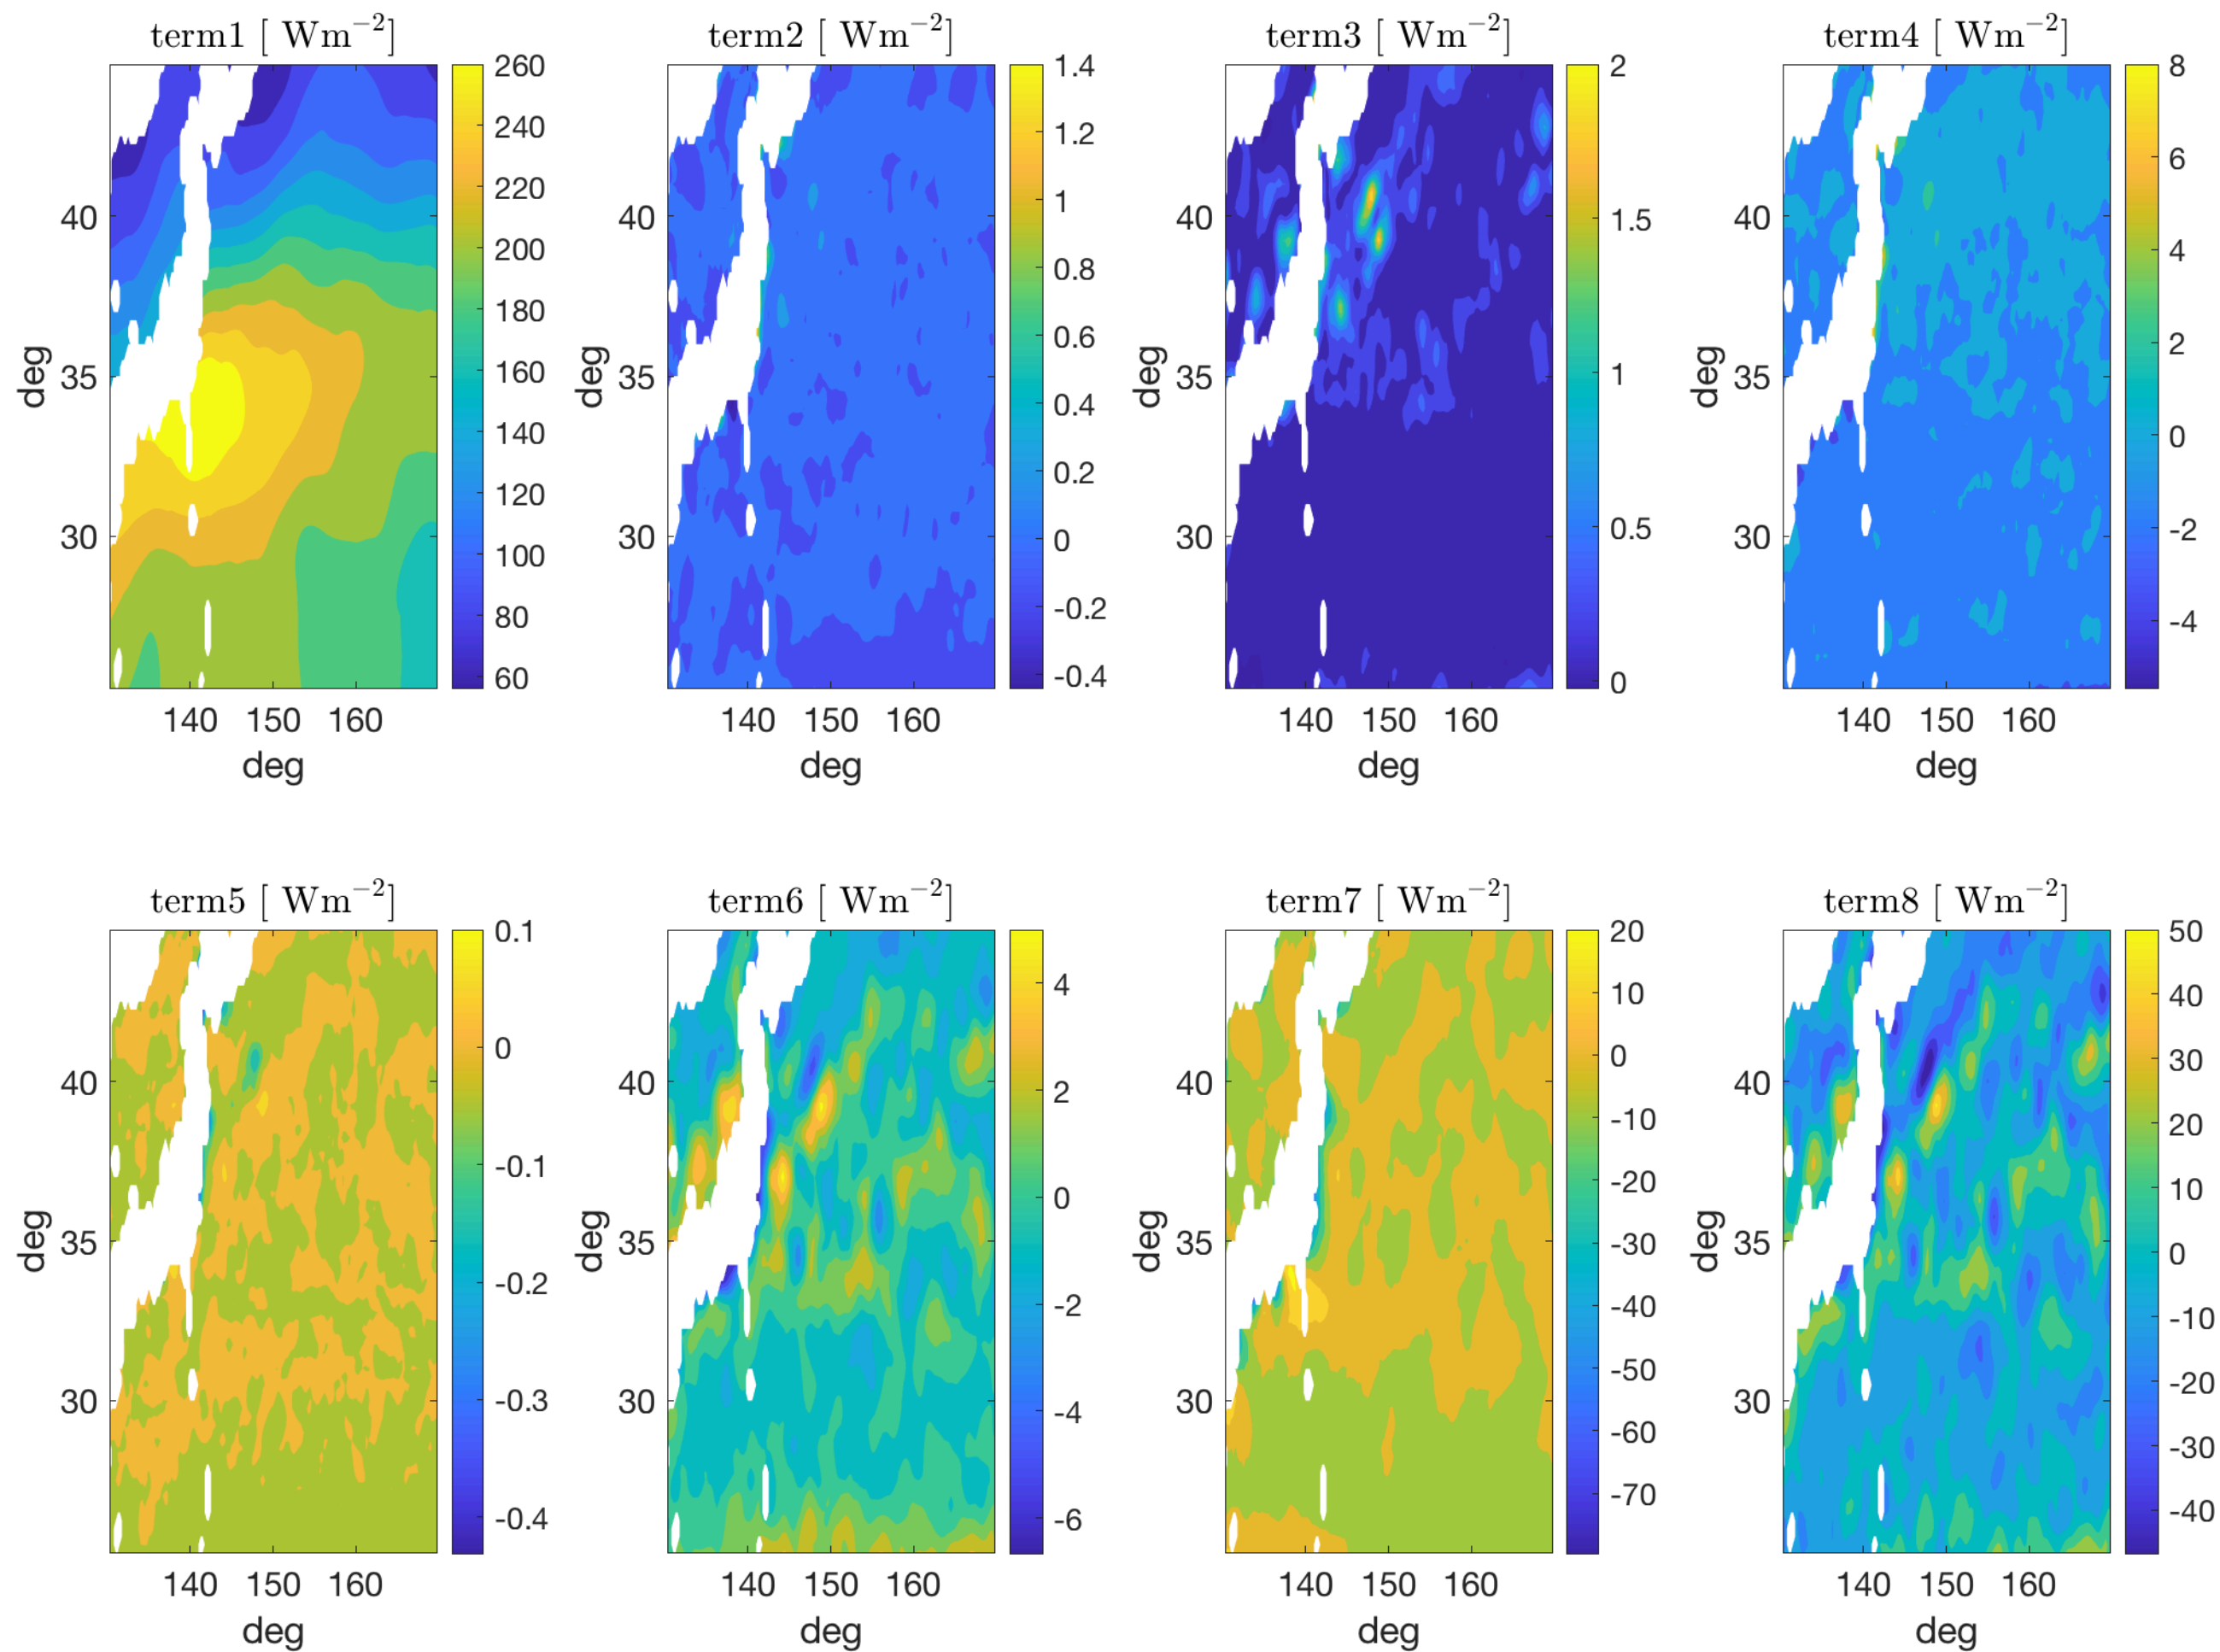 term1 [ Wm−2]
260
240
220
200
180
160
140
120
100
80
60
40
35
30
deg
140 150 160
deg
term2 [ Wm−2]
1.4
1.2
1
0.8
0.6
0.4
0.2
0
-0.2
-0.4
40
35
30
deg
140 150 160
deg
term3 [ Wm−2]
2
1.5
1
0.5
0
40
35
30
deg
140 150 160
deg
term4 [ Wm−2]
8
6
4
2
0
-2
-4
40
35
30
deg
140 150 160
deg
term5 [ Wm−2]
0.1
0
-0.1
-0.2
-0.3
-0.4
40
35
30
deg
140 150 160
deg
term6 [ Wm−2]
4
2
0
-2
-4
-6
40
35
30
deg
140 150 160
deg
term7 [ Wm−2]
20
10
0
-10
-20
-30
-40
-50
-60
-70
40
35
30
deg
140 150 160
deg
term8 [ Wm−2]
50
40
30
20
10
0
-10
-20
-30
-40
40
35
30
deg
140 150 160
deg